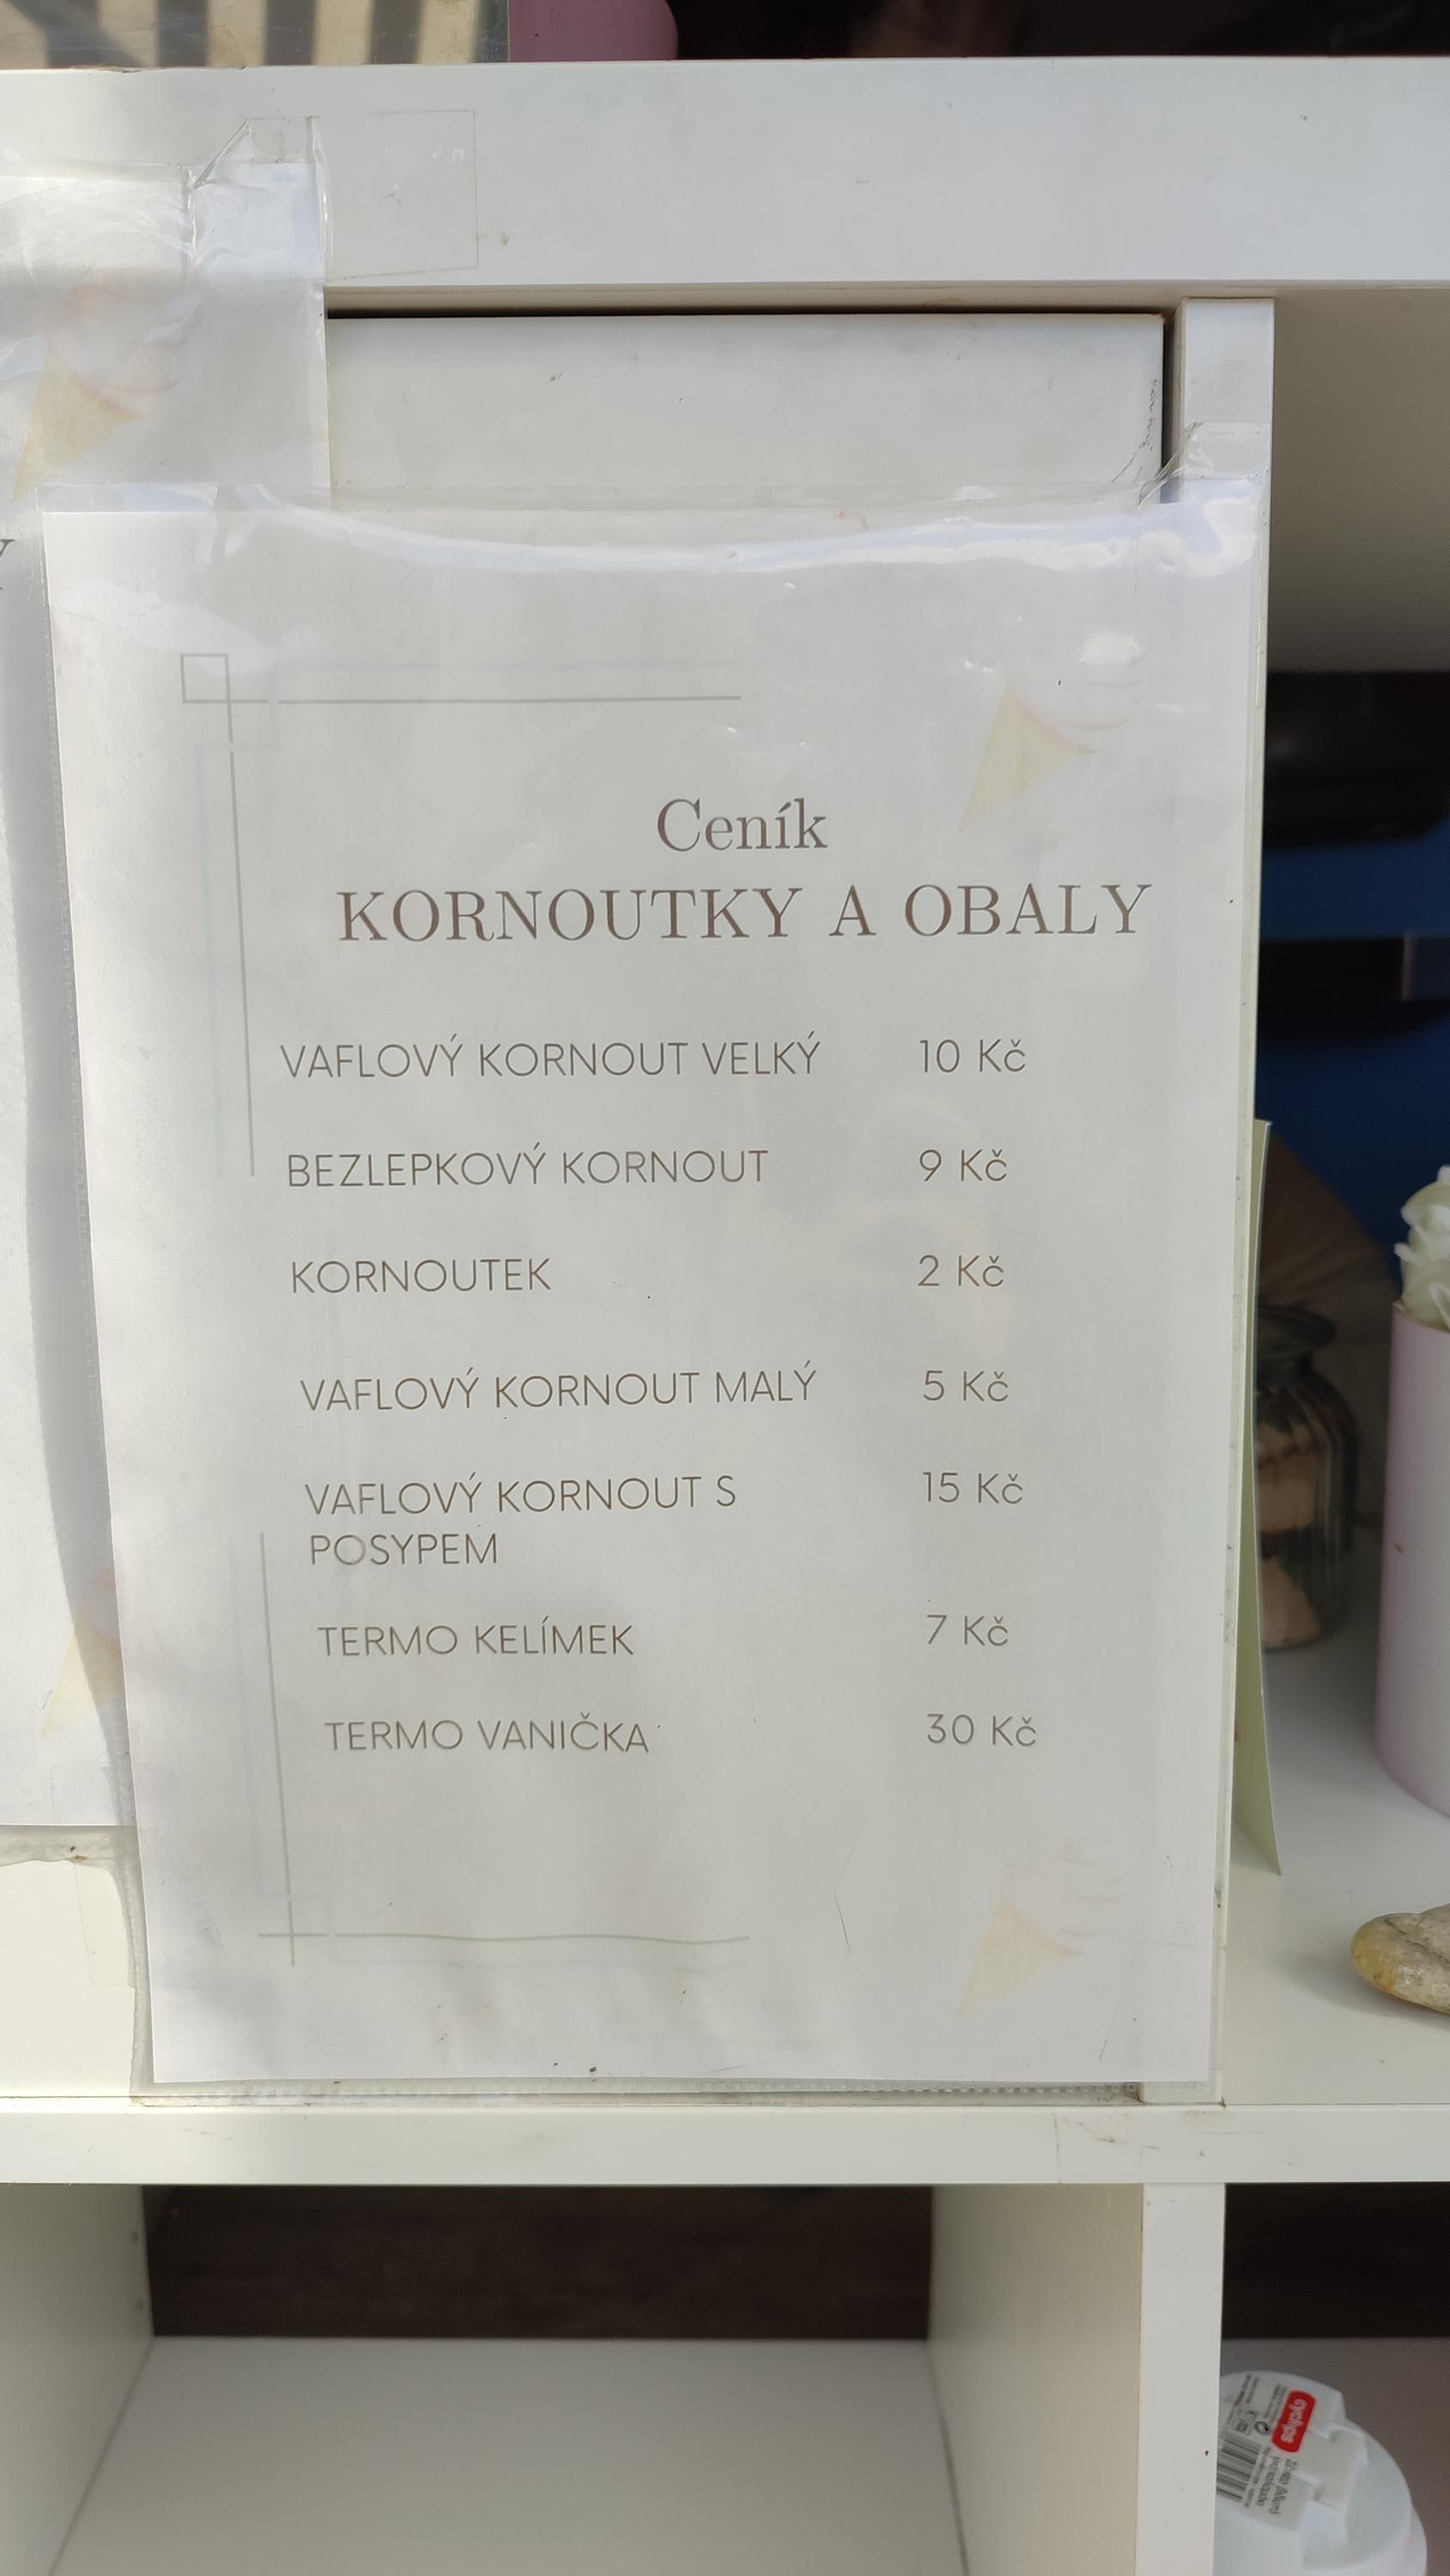 Ceník
KORNOUTKY A OBALY
VAFLOVÝ KORNOUT VELKÝ 10 Kč
BEZLEPKOVÝ KORNOUT 9 Kč
KORNOUTEK 2 Kč
VAFLOVÝ KORNOUT MALÝ 5 Kč
VAFLOVÝ KORNOUT S 15 Kč
POSYPEM
TERMO KELÍMEK 7 Kč
TERMO VANIČKA 30 Kč
cyclops